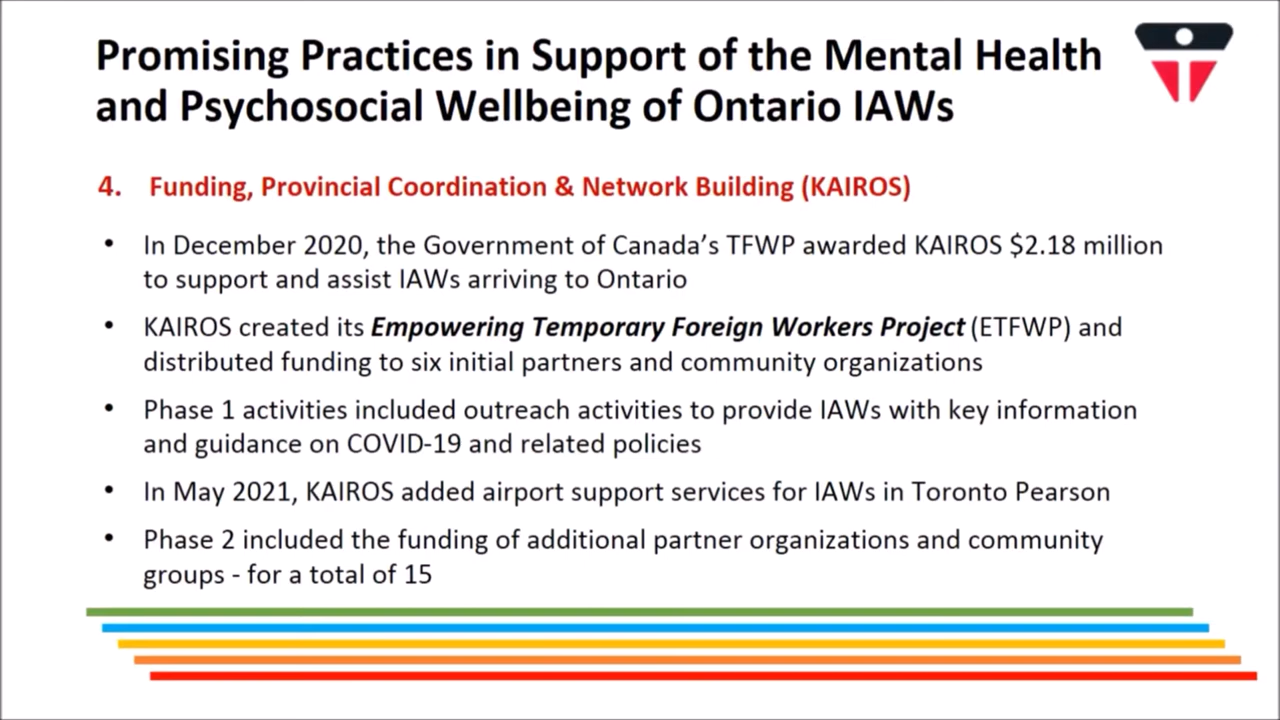 Promising Practices in Support of the Mental Health
and Psychosocial Wellbeing of Ontario IAWs
4. Funding, Provincial Coordination & Network Building (KAIROS)
• In December 2020, the Government of Canada’s TFWP awarded KAIROS $2.18 million
to support and assist IAWs arriving to Ontario
• KAIROS created its Empowering Temporary Foreign Workers Project (ETFWP) and
distributed funding to six initial partners and community organizations
• Phase 1 activities included outreach activities to provide IAWs with key information
and guidance on COVID-19 and related policies
• In May 2021, KAIROS added airport support services for IAWs in Toronto Pearson
• Phase 2 included the funding of additional partner organizations and community
groups - for a total of 15